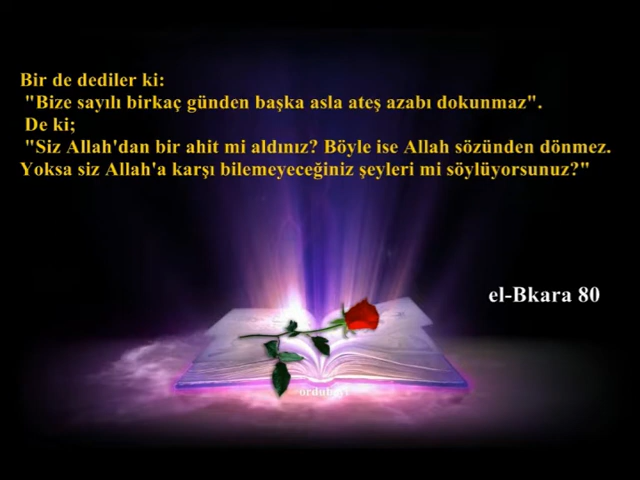 Bir de dediler ki:
"Bize sayılı birkaç günden başka asla ateş azabı dokunmaz".
De ki;
"Siz Allah'dan bir ahit mi aldınız? Böyle ise Allah sözünden dönmez.
Yoksa siz Allah'a karşı bilemeyeceğiniz şeyleri mi söylüyorsunuz?"
el-Bkara 80